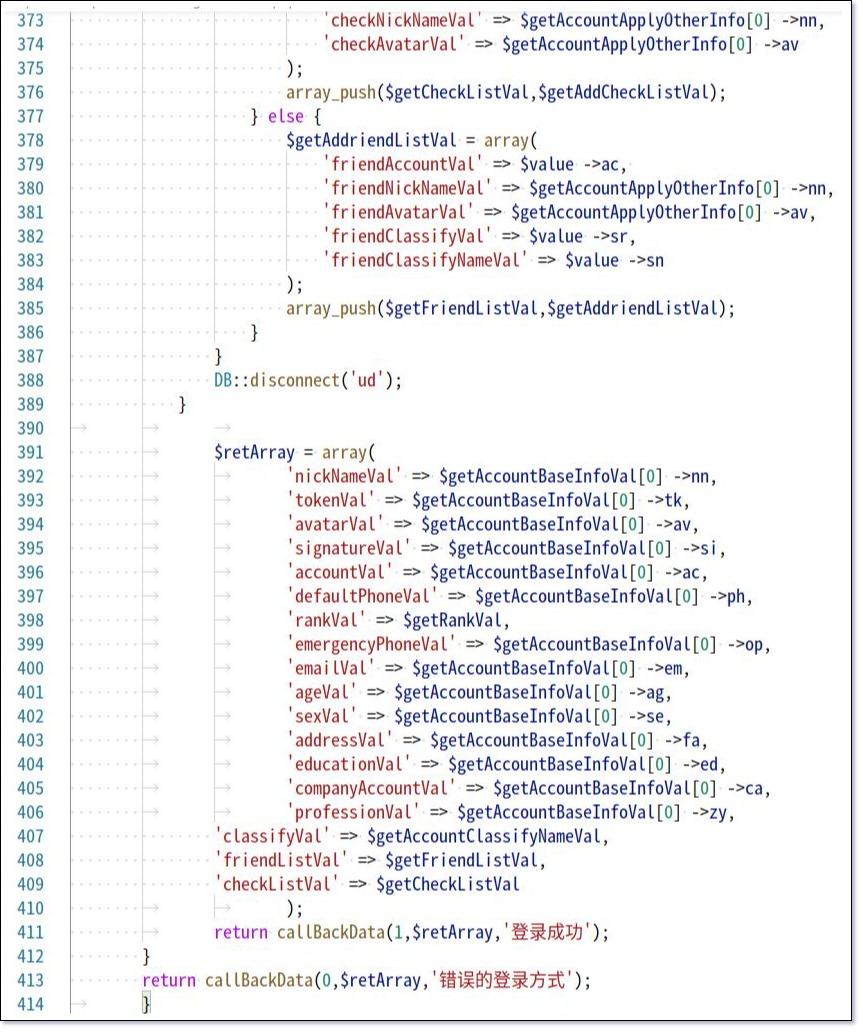 373 'checkNickNameVal' => $getAccountApplyOtherInfo[0] ->nn,
374 'checkAvatarVal' => $getAccountApplyOtherInfo[0] ->av
375 );
376 array_push($getCheckListVal,$getAddCheckListVal);
377 } else {
378 $getAddriendListVal = array(
379 'friendAccountVal' => $value ->ac,
380 'friendNickNameVal' => $getAccountApplyOtherInfo[0] ->nn,
381 'friendAvatarVal' => $getAccountApplyOtherInfo[0] ->av,
382 'friendClassifyVal' => $value ->sr,
383 'friendClassifyNameVal' => $value ->sn
384 );
385 array_push($getFriendListVal,$getAddriendListVal);
386 }
387 }
388 DB::disconnect('ud');
389 }
390
391 $retArray = array(
392 'nickNameVal' => $getAccountBaseInfoVal[0] ->nn,
393 'tokenVal' => $getAccountBaseInfoVal[0] ->tk,
394 'avatarVal' => $getAccountBaseInfoVal[0] ->av,
395 'signatureVal' => $getAccountBaseInfoVal[0] ->si,
396 'accountVal' => $getAccountBaseInfoVal[0] ->ac,
397 'defaultPhoneVal' => $getAccountBaseInfoVal[0] ->ph,
398 'rankVal' => $getRankVal,
399 'emergencyPhoneVal' => $getAccountBaseInfoVal[0] ->op,
400 'emailVal' => $getAccountBaseInfoVal[0] ->em,
401 'ageVal' => $getAccountBaseInfoVal[0] ->ag,
402 'sexVal' => $getAccountBaseInfoVal[0] ->se,
403 'addressVal' => $getAccountBaseInfoVal[0] ->fa,
404 'educationVal' => $getAccountBaseInfoVal[0] ->ed,
405 'companyAccountVal' => $getAccountBaseInfoVal[0] ->ca,
406 'professionVal' => $getAccountBaseInfoVal[0] ->zy,
407 'classifyVal' => $getAccountClassifyNameVal,
408 'friendListVal' => $getFriendListVal,
409 'checkListVal' => $getCheckListVal
410 );
411 return callBackData(1,$retArray,'登录成功');
412 }
413 return callBackData(0,$retArray,'错误的登录方式');
414 }